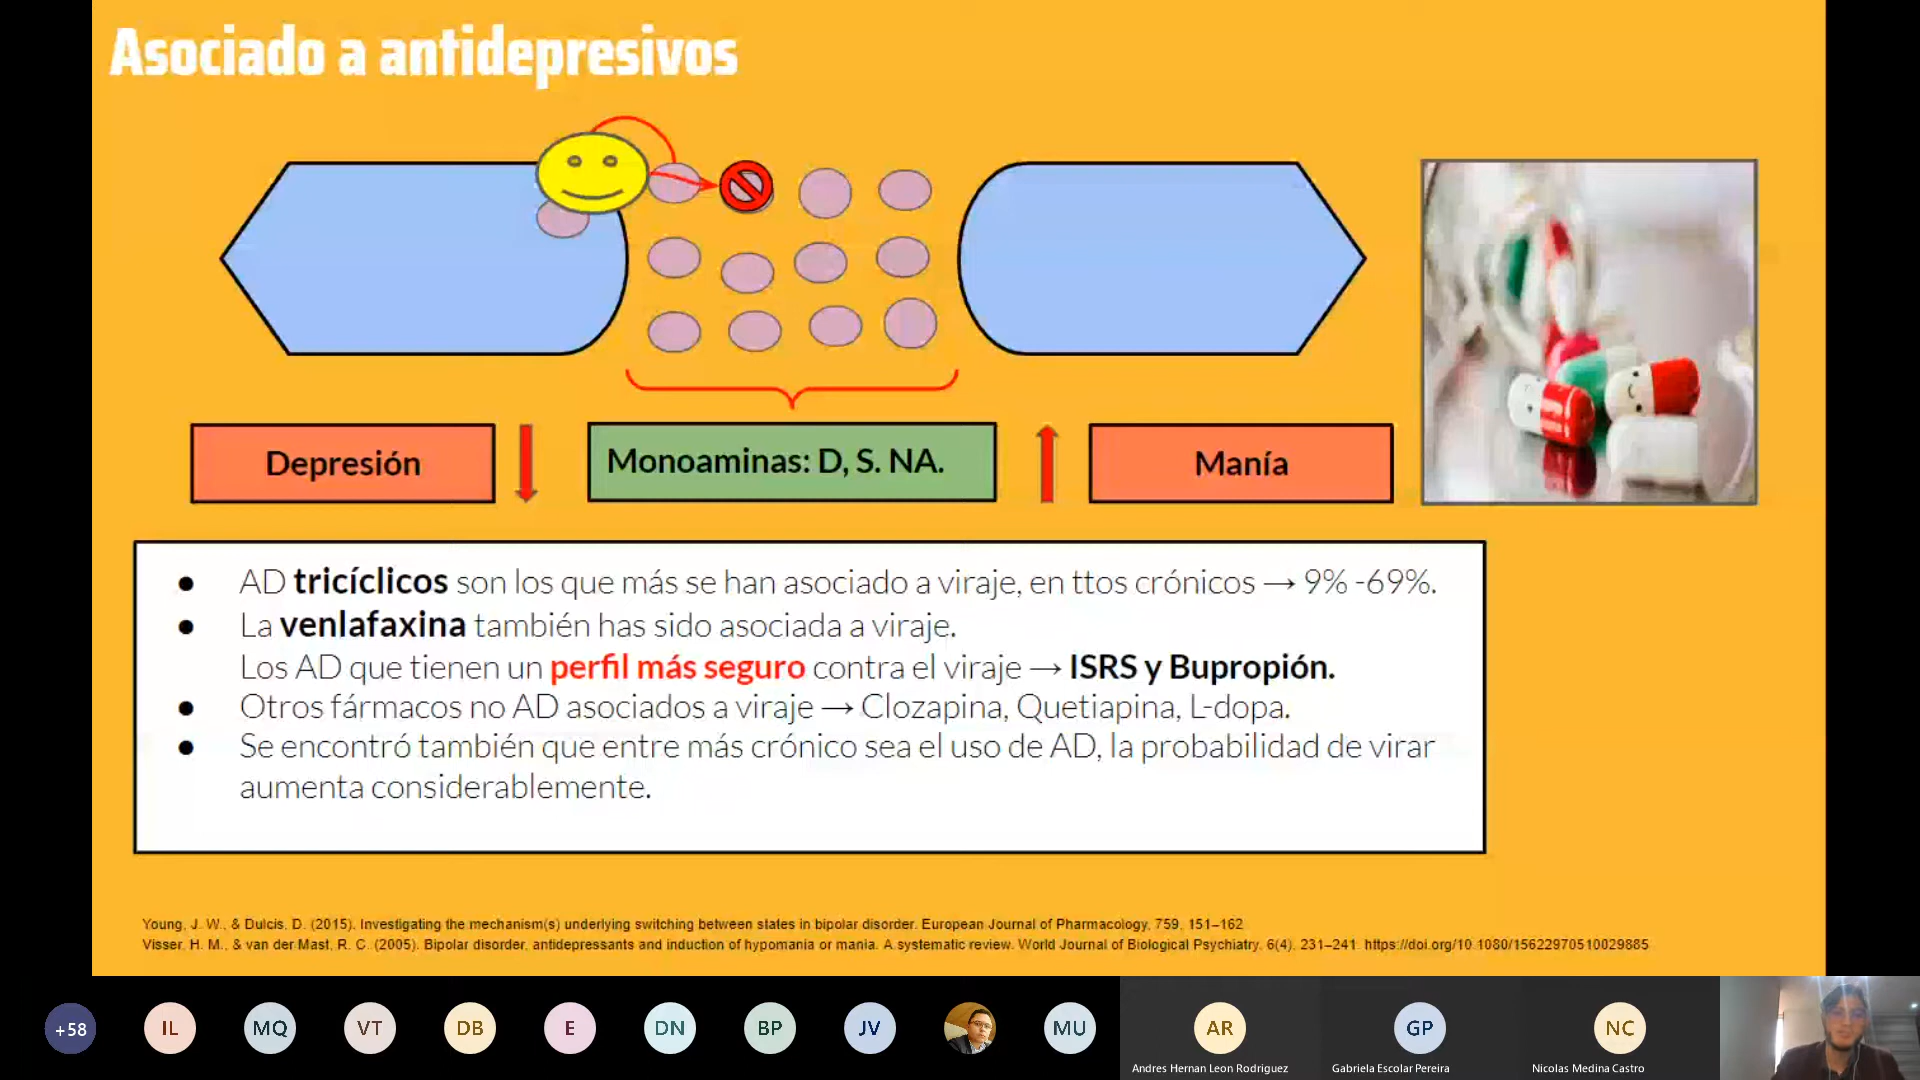 Asociado a antidepresivos
Depresión
Monoaminas: D, S. NA.
Manía
● AD tricíclicos son los que más se han asociado a viraje, en ttos crónicos → 9% -69%.
● La venlafaxina también has sido asociada a viraje.
Los AD que tienen un perfil más seguro contra el viraje → ISRS y Bupropión.
● Otros fármacos no AD asociados a viraje → Clozapina, Quetiapina, L-dopa.
● Se encontró también que entre más crónico sea el uso de AD, la probabilidad de virar
aumenta considerablemente.
Young, J. W., & Dulcis, D. (2015). Investigating the mechanism(s) underlying switching between states in bipolar disorder. European Journal of Pharmacology, 759, 151–162
Visser, H. M., & van der Mast, R. C. (2005). Bipolar disorder, antidepressants and induction of hypomania or mania. A systematic review. World Journal of Biological Psychiatry, 6(4), 231–241. https://doi.org/10.1080/15622970510029885
+58 IL MQ VT DB E DN BP JV MU AR GP NC
Andres Hernan Leon Rodriguez Gabriela Escolar Pereira Nicolas Medina Castro